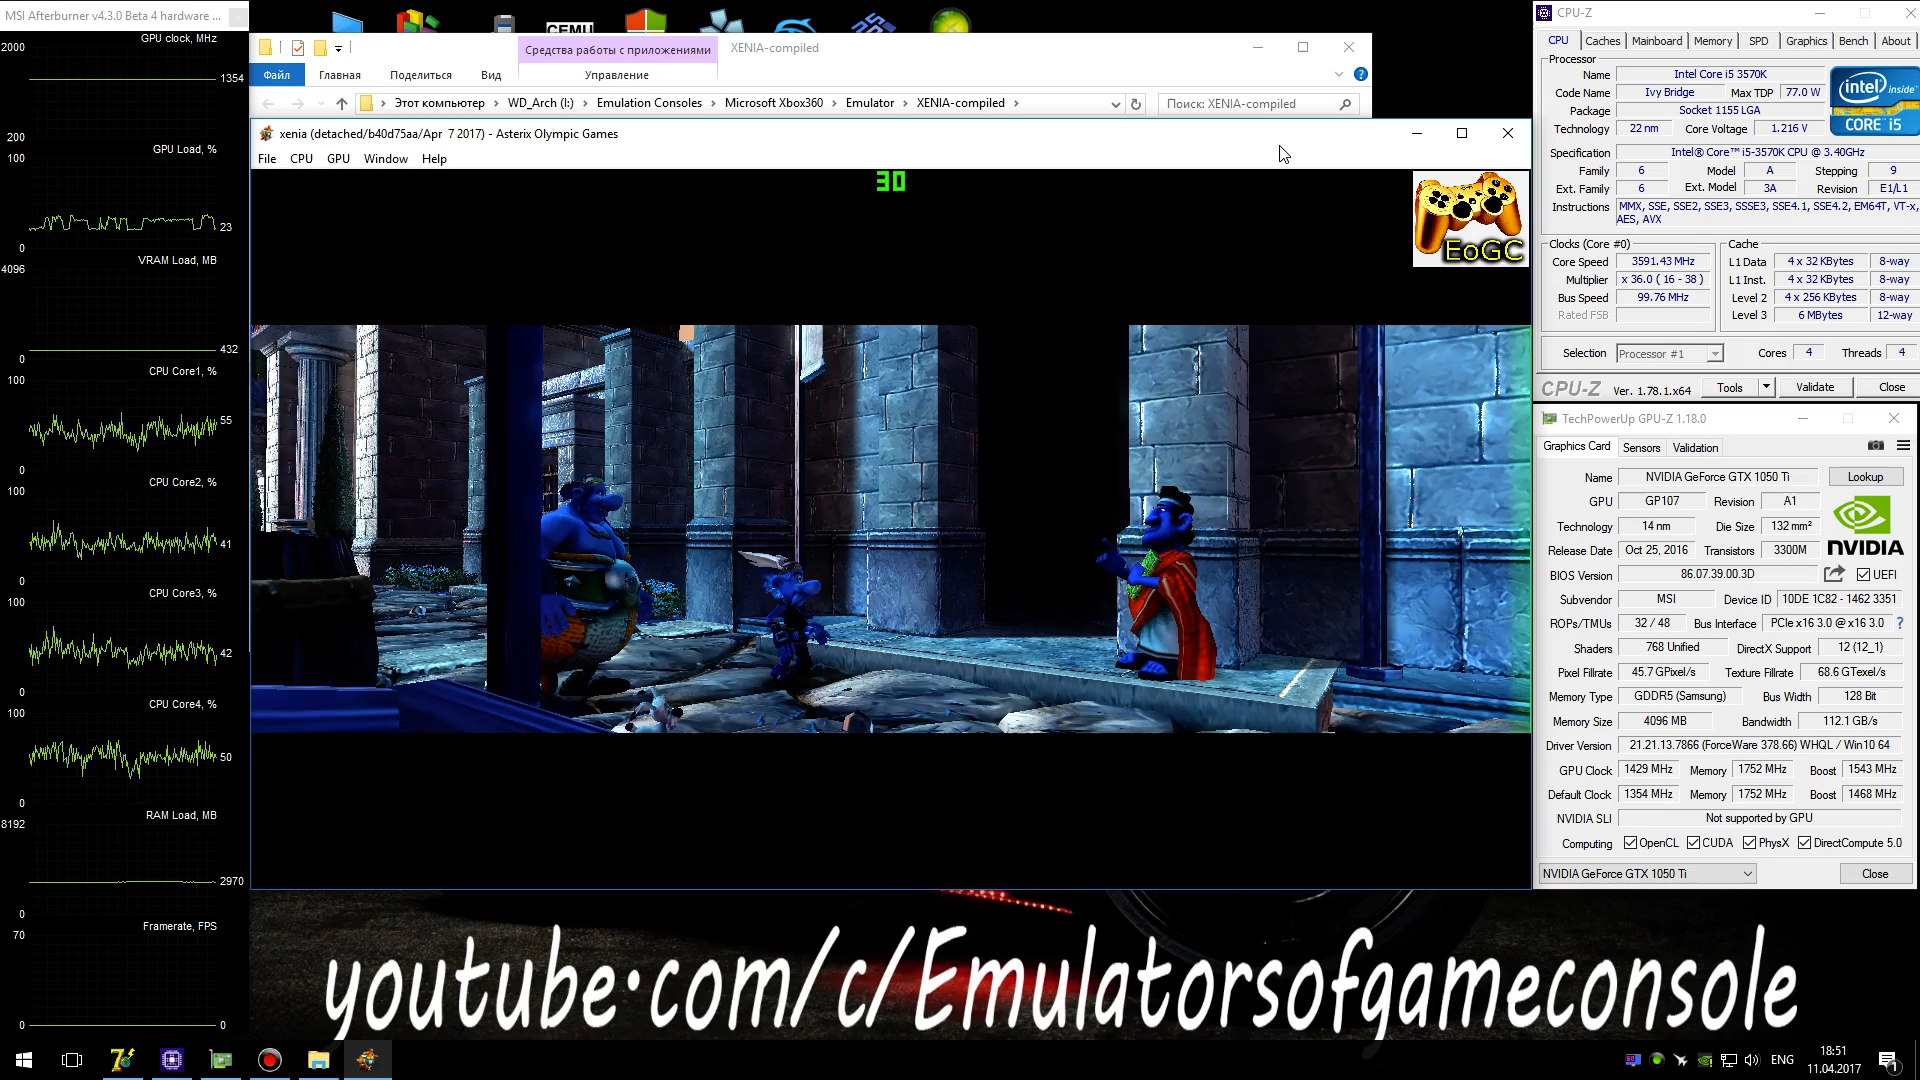 MSI Afterburner v4.3.0 Beta 4 hardware ...
GPU clock, MHz
2000
1354
200
GPU Load, %
100
23
0
VRAM Load, MB
4096
432
0
CPU Core1, %
100
55
0
CPU Core2, %
100
41
0
CPU Core3, %
100
42
0
CPU Core4, %
100
50
0
RAM Load, MB
8192
2970
0
Framerate, FPS
70
0
0
CEMU
Средства работы с приложениями
XENIA-compiled
Файл
Главная
Поделиться
Вид
Управление
Этот компьютер > WD_Arch (I:) > Emulation Consoles > Microsoft Xbox360 > Emulator > XENIA-compiled >
Поиск: XENIA-compiled
xenia (detached/b40d75aa/Apr 7 2017) - Asterix Olympic Games
File CPU GPU Window Help
30
EoGC
CPU-Z
CPU Caches Mainboard Memory SPD Graphics Bench About
Processor
Name Intel Core i5 3570K
Code Name Ivy Bridge Max TDP 77.0 W
Package Socket 1155 LGA
Technology 22 nm Core Voltage 1.216 V
intel inside™
CORE™ i5
Specification Intel® Core™ i5-3570K CPU @ 3.40GHz
Family 6 Model A Stepping 9
Ext. Family 6 Ext. Model 3A Revision E1/L1
Instructions MMX, SSE, SSE2, SSE3, SSSE3, SSE4.1, SSE4.2, EM64T, VT-x,
AES, AVX
Clocks (Core #0)
Core Speed 3591.43 MHz
Multiplier x 36.0 ( 16 - 38 )
Bus Speed 99.76 MHz
Rated FSB
Cache
L1 Data 4 x 32 KBytes 8-way
L1 Inst. 4 x 32 KBytes 8-way
Level 2 4 x 256 KBytes 8-way
Level 3 6 MBytes 12-way
Selection Processor #1 Cores 4 Threads 4
CPU-Z Ver. 1.78.1.x64 Tools Validate Close
TechPowerUp GPU-Z 1.18.0
Graphics Card Sensors Validation
Name NVIDIA GeForce GTX 1050 Ti Lookup
GPU GP107 Revision A1
Technology 14 nm Die Size 132 mm²
Release Date Oct 25, 2016 Transistors 3300M
NVIDIA
BIOS Version 86.07.39.00.3D UEFI
Subvendor MSI Device ID 10DE 1C82 - 1462 3351
ROPs/TMUs 32 / 48 Bus Interface PCIe x16 3.0 @ x16 3.0 ?
Shaders 768 Unified DirectX Support 12 (12_1)
Pixel Fillrate 45.7 GPixel/s Texture Fillrate 68.6 GTexel/s
Memory Type GDDR5 (Samsung) Bus Width 128 Bit
Memory Size 4096 MB Bandwidth 112.1 GB/s
Driver Version 21.21.13.7866 (ForceWare 378.66) WHQL / Win10 64
GPU Clock 1429 MHz Memory 1752 MHz Boost 1543 MHz
Default Clock 1354 MHz Memory 1752 MHz Boost 1468 MHz
NVIDIA SLI Not supported by GPU
Computing OpenCL CUDA PhysX DirectCompute 5.0
NVIDIA GeForce GTX 1050 Ti Close
youtube.com/c/Emulatorsofgameconsole
ENG
18:51
11.04.2017
1